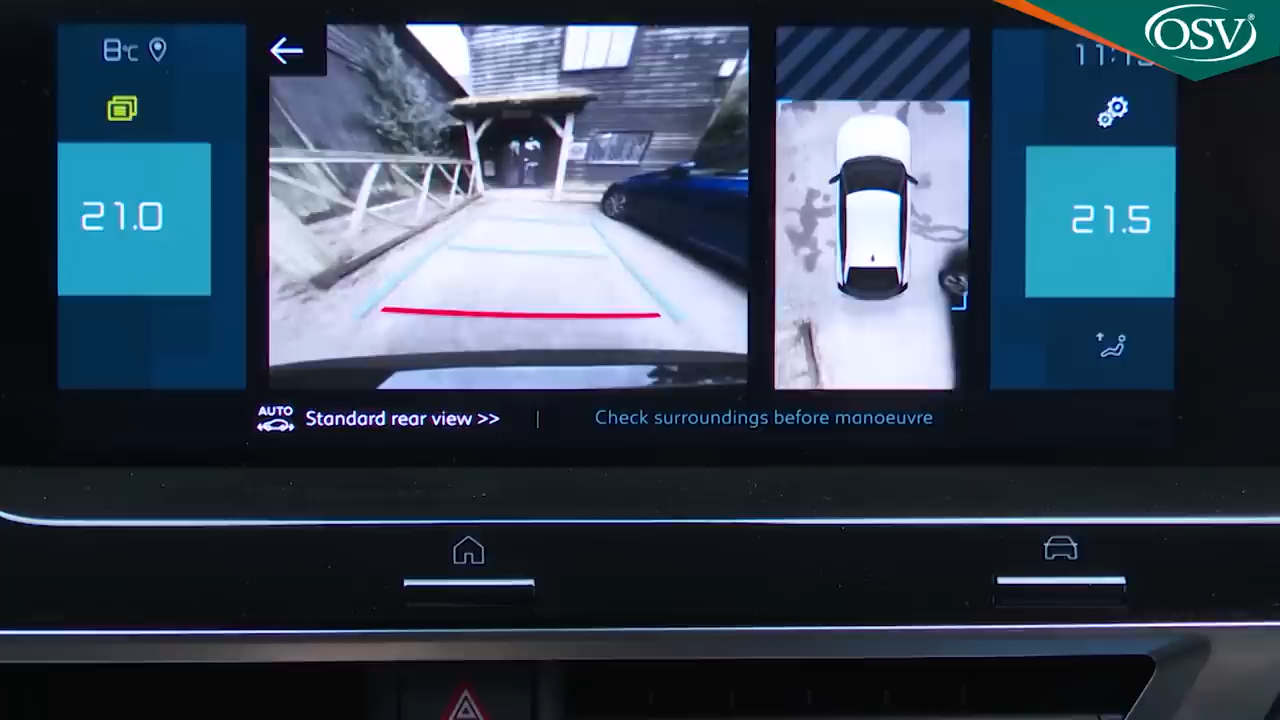 OSV®
8°C
21.0
21.5
AUTO
Standard rear view >>
Check surroundings before manoeuvre